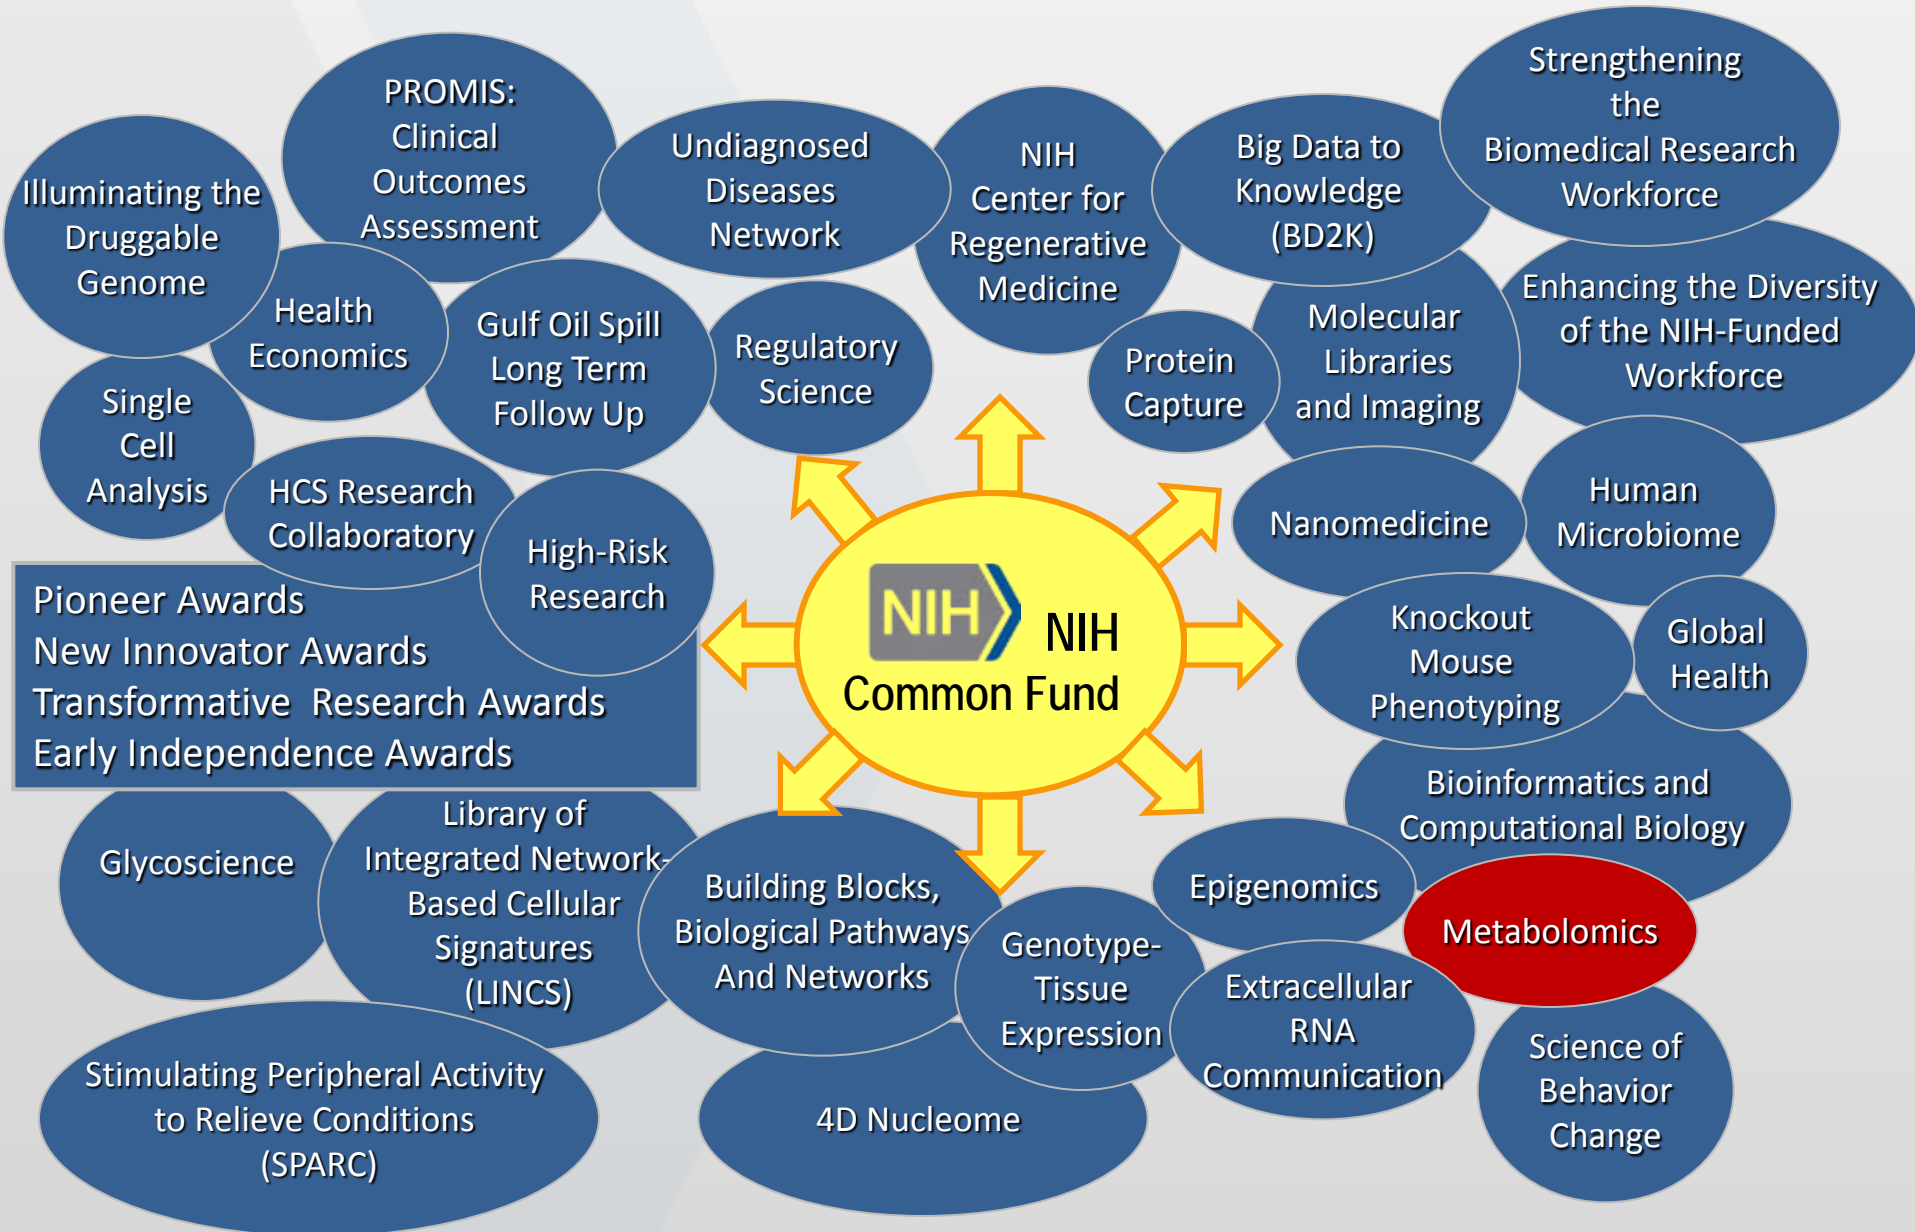 PROMIS:
Clinical
Outcomes
Assessment
Undiagnosed
Diseases
Network
NIH
Center for
Regenerative
Medicine
Big Data to
Knowledge
(BD2K)
Strengthening
the
Biomedical Research
Workforce
Illuminating the
Druggable
Genome
Health
Economics
Gulf Oil Spill
Long Term
Follow Up
Regulatory
Science
Protein
Capture
Molecular
Libraries
and Imaging
Enhancing the Diversity
of the NIH-Funded
Workforce
Single
Cell
Analysis
HCS Research
Collaboratory
High-Risk
Research
Nanomedicine
Human
Microbiome
Pioneer Awards
New Innovator Awards
Transformative  Research Awards
Early Independence Awards
NIH
NIH
Common Fund
Knockout
Mouse
Phenotyping
Global
Health
Bioinformatics and
Computational Biology
Glycoscience
Library of
Integrated Network-
Based Cellular
Signatures
(LINCS)
Building Blocks,
Biological Pathways
And Networks
Genotype-
Tissue
Expression
Epigenomics
Metabolomics
Extracellular
RNA
Communication
Science of
Behavior
Change
Stimulating Peripheral Activity
to Relieve Conditions
(SPARC)
4D Nucleome